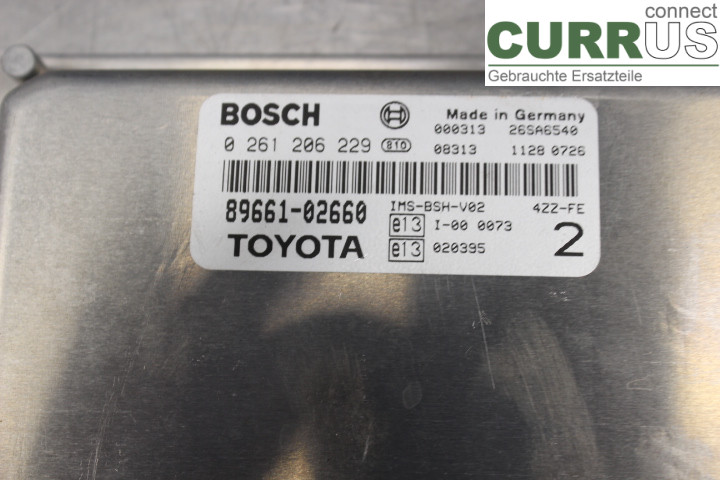 connect
CURRUS
Gebrauchte Ersatzteile
BOSCH
Made in Germany
0 261 206 229 810
000313 26SA6540
08313 1128 0726
89661-02660
IMS-BSH-V02 4ZZ-FE
TOYOTA
e13 I-00 0073
e13 020395
2